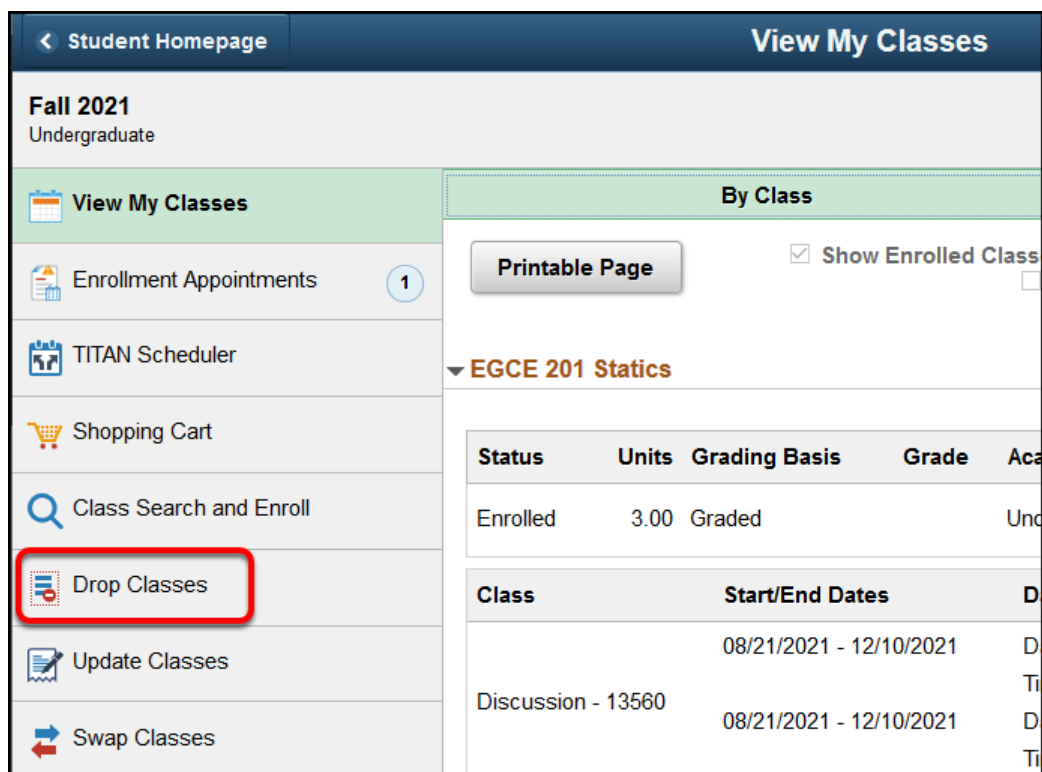 Student Homepage
View My Classes
Fall 2021
Undergraduate
View My Classes
Enrollment Appointments 1
TITAN Scheduler
Shopping Cart
Class Search and Enroll
Drop Classes
Update Classes
Swap Classes
By Class
Printable Page
Show Enrolled Class
EGCE 201 Statics
Status Units Grading Basis Grade Aca
Enrolled 3.00 Graded
Class Start/End Dates
08/21/2021 - 12/10/2021
Discussion - 13560
08/21/2021 - 12/10/2021